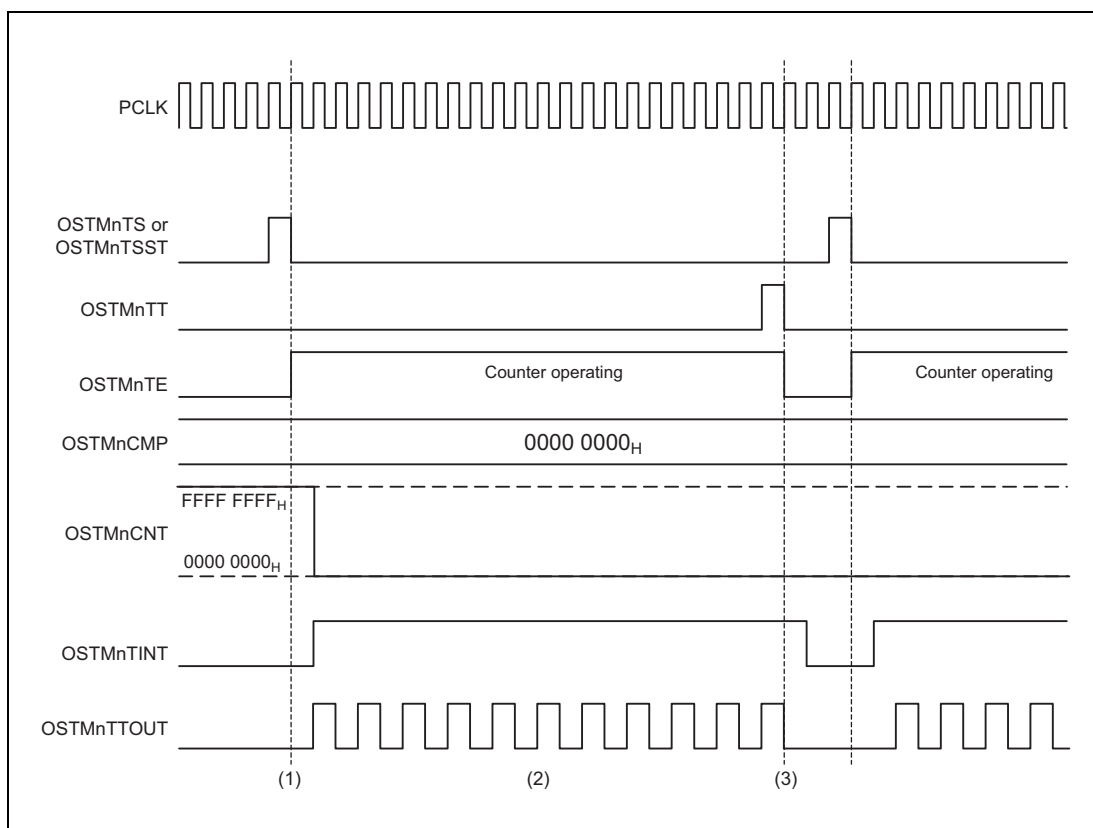 PCLK
OSTMnTS or
OSTMnTSST
OSTMnTT
OSTMnTE
Counter operating
Counter operating
OSTMnCMP
0000 0000H
FFFF FFFFH
OSTMnCNT
0000 0000H
OSTMnTINT
OSTMnTTOUT
(1)
(2)
(3)